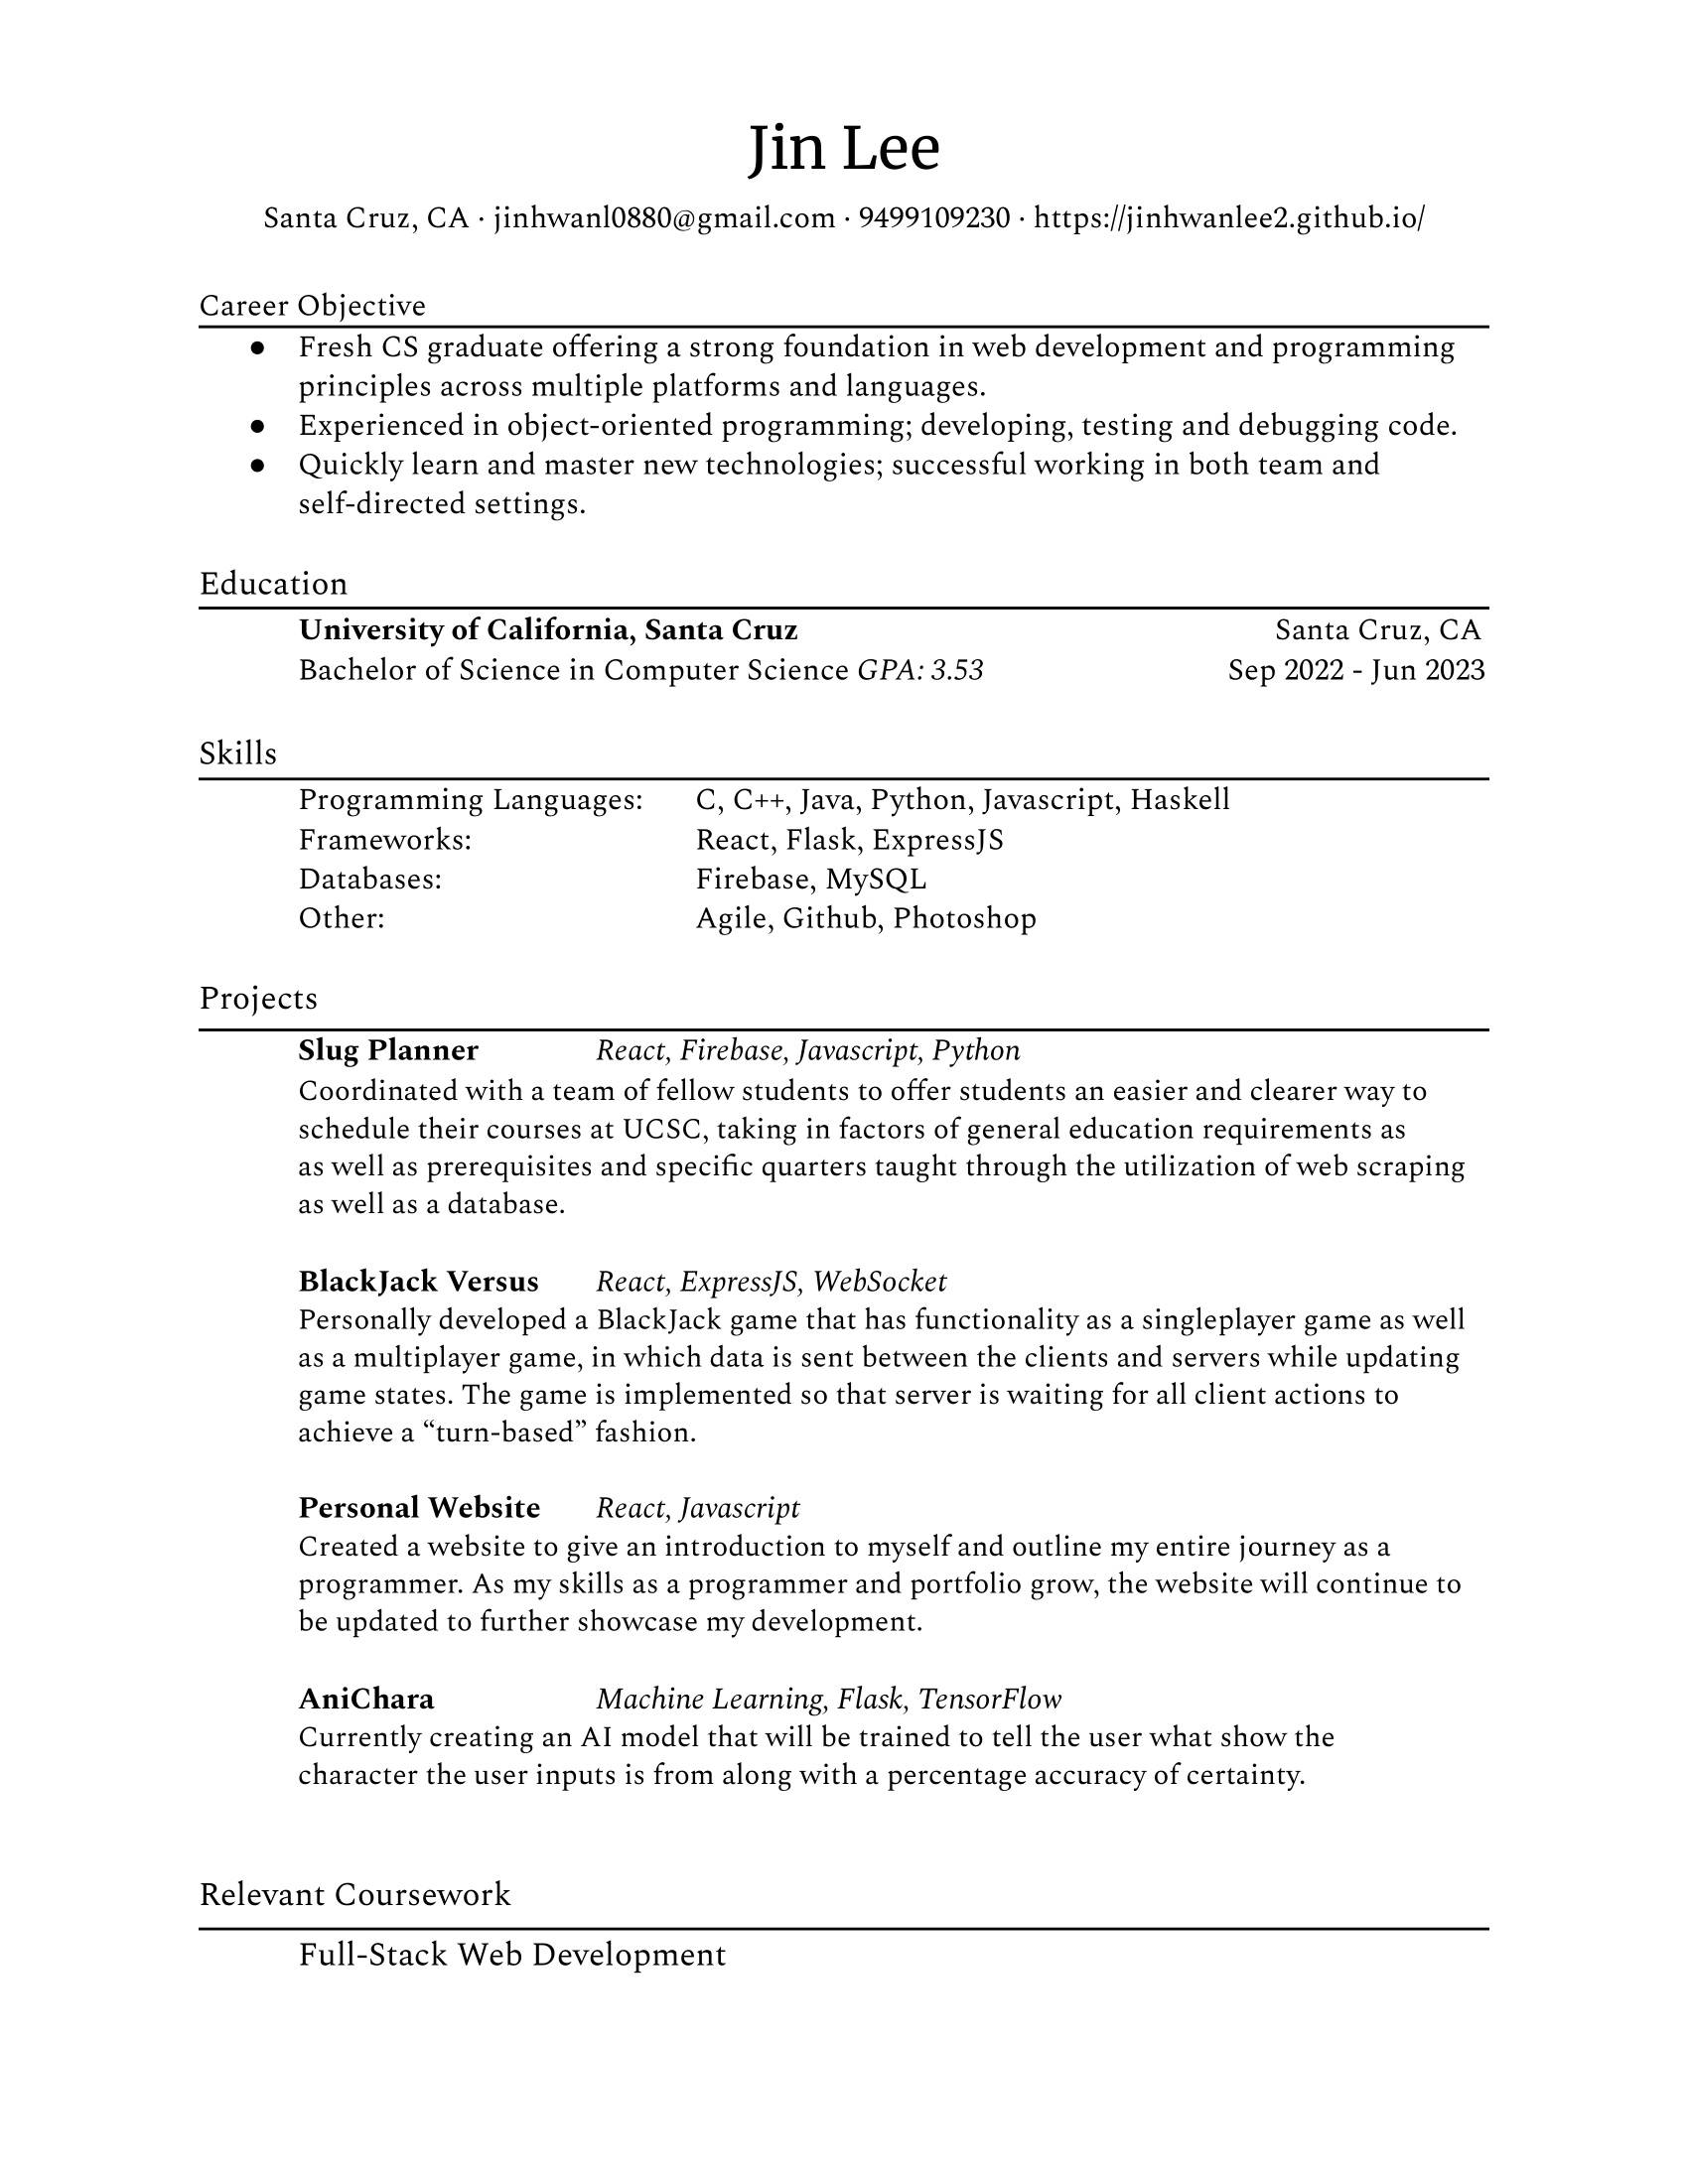 Jin Lee
Santa Cruz, CA · jinhwanl0880@gmail.com · 9499109230 · https://jinhwanlee2.github.io/
Career Objective
● Fresh CS graduate offering a strong foundation in web development and programming
principles across multiple platforms and languages.
● Experienced in object-oriented programming; developing, testing and debugging code.
● Quickly learn and master new technologies; successful working in both team and
self-directed settings.
Education
University of California, Santa Cruz Santa Cruz, CA
Bachelor of Science in Computer Science GPA: 3.53 Sep 2022 - Jun 2023
Skills
Programming Languages: C, C++, Java, Python, Javascript, Haskell
Frameworks: React, Flask, ExpressJS
Databases: Firebase, MySQL
Other: Agile, Github, Photoshop
Projects
Slug Planner React, Firebase, Javascript, Python
Coordinated with a team of fellow students to offer students an easier and clearer way to
schedule their courses at UCSC, taking in factors of general education requirements as
as well as prerequisites and specific quarters taught through the utilization of web scraping
as well as a database.
BlackJack Versus React, ExpressJS, WebSocket
Personally developed a BlackJack game that has functionality as a singleplayer game as well
as a multiplayer game, in which data is sent between the clients and servers while updating
game states. The game is implemented so that server is waiting for all client actions to
achieve a “turn-based” fashion.
Personal Website React, Javascript
Created a website to give an introduction to myself and outline my entire journey as a
programmer. As my skills as a programmer and portfolio grow, the website will continue to
be updated to further showcase my development.
AniChara Machine Learning, Flask, TensorFlow
Currently creating an AI model that will be trained to tell the user what show the
character the user inputs is from along with a percentage accuracy of certainty.
Relevant Coursework
Full-Stack Web Development